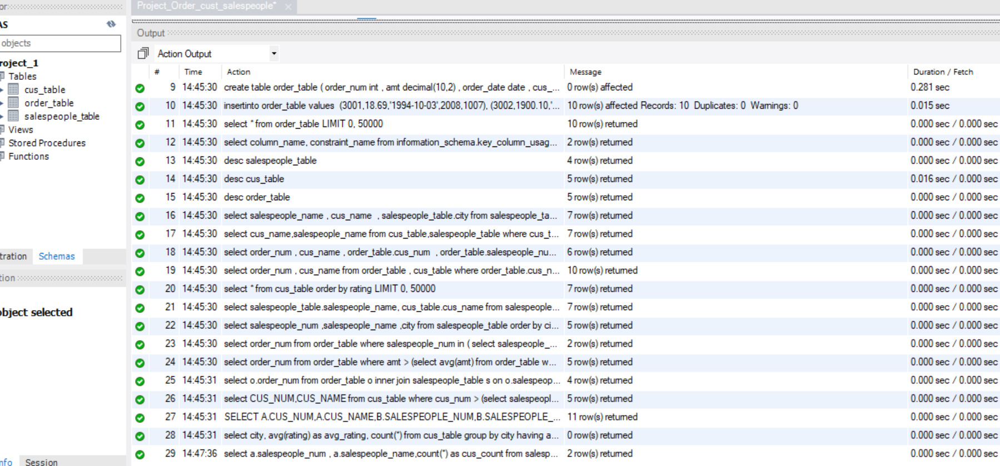 Project_Order_cust_salespeople*
AS
objects
roject_1
Tables
cus_table
order_table
salespeople_table
Views
Stored Procedures
Functions
tration Schemas
tion
object selected
nfo Session
Output
Action Output
# Time Action Message Duration / Fetch
9 14:45:30 create table order_table ( order_num int , amt decimal(10,2) , order_date date , cus_... 0 row(s) affected 0.281 sec
10 14:45:30 insertinto order_table values (3001,18.69,'1994-10-03',2008,1007), (3002,1900.10,'... 10 row(s) affected Records: 10 Duplicates: 0 Warnings: 0 0.015 sec
11 14:45:30 select * from order_table LIMIT 0, 50000 10 row(s) returned 0.000 sec / 0.000 sec
12 14:45:30 select column_name, constraint_name from information_schema.key_column_usag... 2 row(s) returned 0.000 sec / 0.000 sec
13 14:45:30 desc salespeople_table 4 row(s) returned 0.000 sec / 0.000 sec
14 14:45:30 desc cus_table 5 row(s) returned 0.016 sec / 0.000 sec
15 14:45:30 desc order_table 5 row(s) returned 0.000 sec / 0.000 sec
16 14:45:30 select salespeople_name , cus_name , salespeople_table.city from salespeople_ta... 7 row(s) returned 0.000 sec / 0.000 sec
17 14:45:30 select cus_name,salespeople_name from cus_table,salespeople_table where cus_t... 7 row(s) returned 0.000 sec / 0.000 sec
18 14:45:30 select order_num , cus_name , order_table.cus_num , order_table.salespeople_nu... 6 row(s) returned 0.000 sec / 0.000 sec
19 14:45:30 select order_num , cus_name from order_table , cus_table where order_table.cus_n... 10 row(s) returned 0.000 sec / 0.000 sec
20 14:45:30 select * from cus_table order by rating LIMIT 0, 50000 7 row(s) returned 0.000 sec / 0.000 sec
21 14:45:30 select salespeople_table.salespeople_name, cus_table.cus_name from salespeople... 7 row(s) returned 0.000 sec / 0.000 sec
22 14:45:30 select salespeople_num ,salespeople_name ,city from salespeople_table order by ci... 5 row(s) returned 0.000 sec / 0.000 sec
23 14:45:30 select order_num from order_table where salespeople_num in ( select salespeople_... 2 row(s) returned 0.000 sec / 0.000 sec
24 14:45:30 select order_num from order_table where amt > (select avg(amt) from order_table w... 5 row(s) returned 0.000 sec / 0.000 sec
25 14:45:31 select o.order_num from order_table o inner join salespeople_table s on o.salespeop... 4 row(s) returned 0.000 sec / 0.000 sec
26 14:45:31 select CUS_NUM,CUS_NAME from cus_table where cus_num > (select salespeopl... 5 row(s) returned 0.000 sec / 0.000 sec
27 14:45:31 SELECT A.CUS_NUM,A.CUS_NAME,B.SALESPEOPLE_NUM,B.SALESPEOPLE_... 11 row(s) returned 0.000 sec / 0.000 sec
28 14:45:31 select city, avg(rating) as avg_rating, count(*) from cus_table group by city having a... 0 row(s) returned 0.000 sec / 0.000 sec
29 14:47:36 select a.salespeople_num , a.salespeople_name,count(*) as cus_count from salesp... 2 row(s) returned 0.000 sec / 0.000 sec